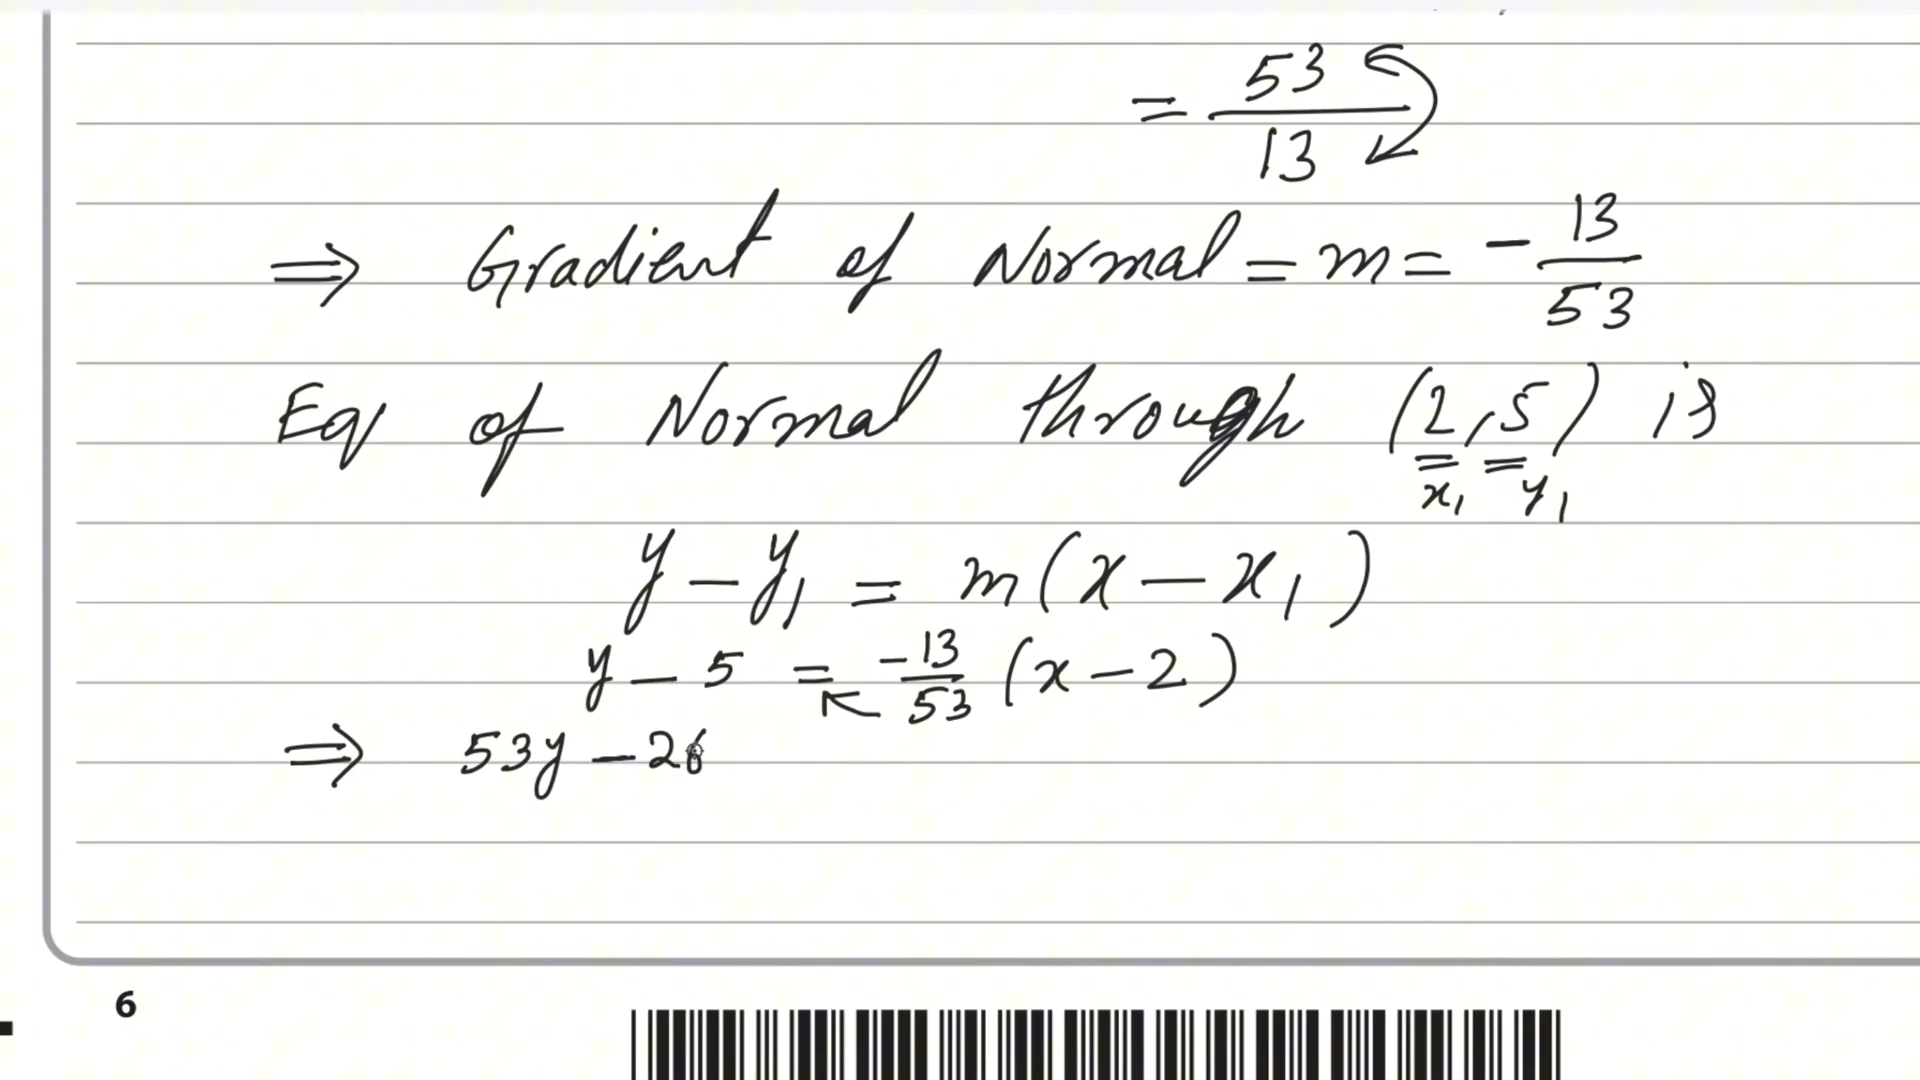 = 53/13
⇒ Gradient of Normal = m = -13/53
Eq of Normal through (2,5) is
x₁ y₁
y - y₁ = m(x - x₁)
y - 5 = -13/53 (x - 2)
⇒ 53y - 26
6